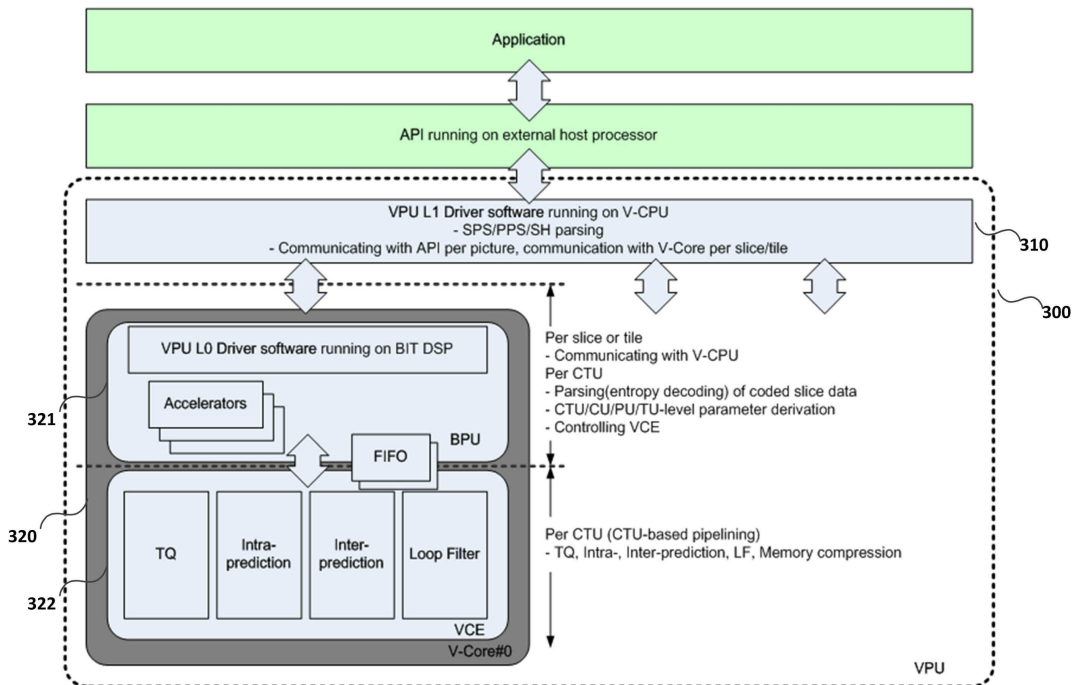 Application
API running on external host processor
VPU L1 Driver software running on V-CPU
- SPS/PPS/SH parsing
- Communicating with API per picture, communication with V-Core per slice/tile
310
300
VPU L0 Driver software running on BIT DSP
Accelerators
BPU
FIFO
321
Per slice or tile
- Communicating with V-CPU
Per CTU
- Parsing(entropy decoding) of coded slice data
- CTU/CU/PU/TU-level parameter derivation
- Controlling VCE
320
TQ
Intra-
prediction
Inter-
prediction
Loop Filter
322
VCE
V-Core#0
Per CTU (CTU-based pipelining)
- TQ, Intra-, Inter-prediction, LF, Memory compression
VPU